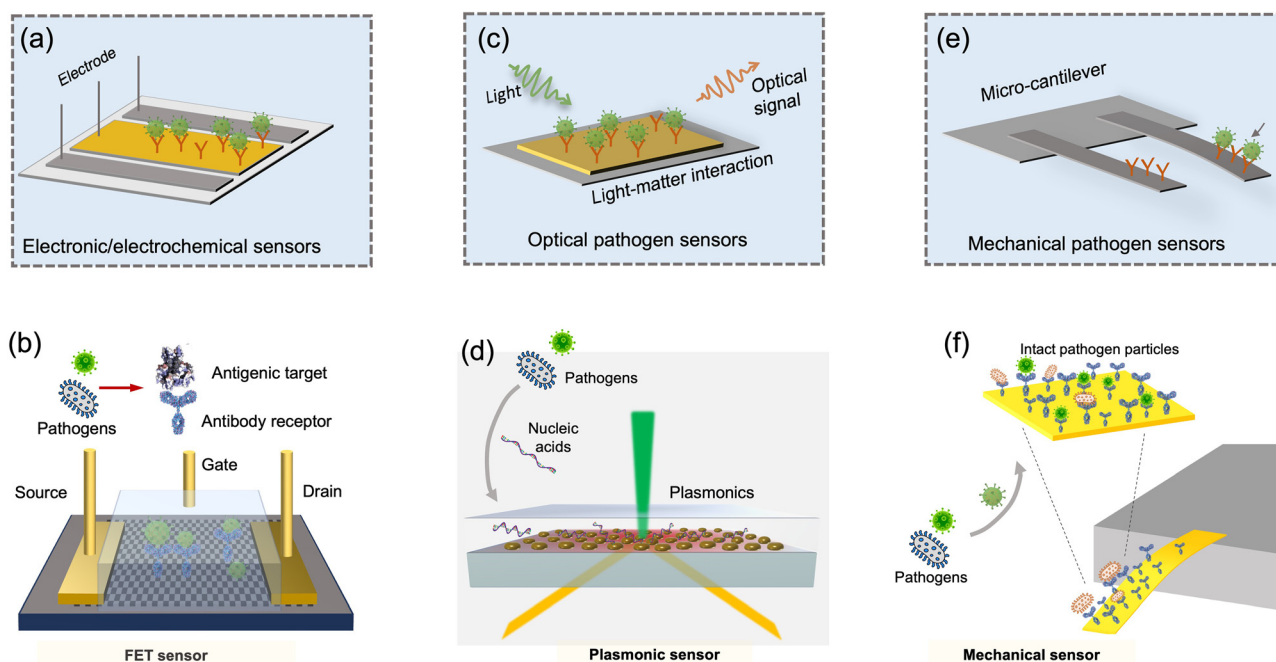 (a)
Electrode
Electronic/electrochemical sensors
(c)
Light
Optical
signal
Light-matter interaction
Optical pathogen sensors
(e)
Micro-cantilever
Mechanical pathogen sensors
(b)
Pathogens
Antigenic target
Antibody receptor
Gate
Source
Drain
FET sensor
(d)
Pathogens
Nucleic
acids
Plasmonics
Plasmonic sensor
(f)
Intact pathogen particles
Pathogens
Mechanical sensor